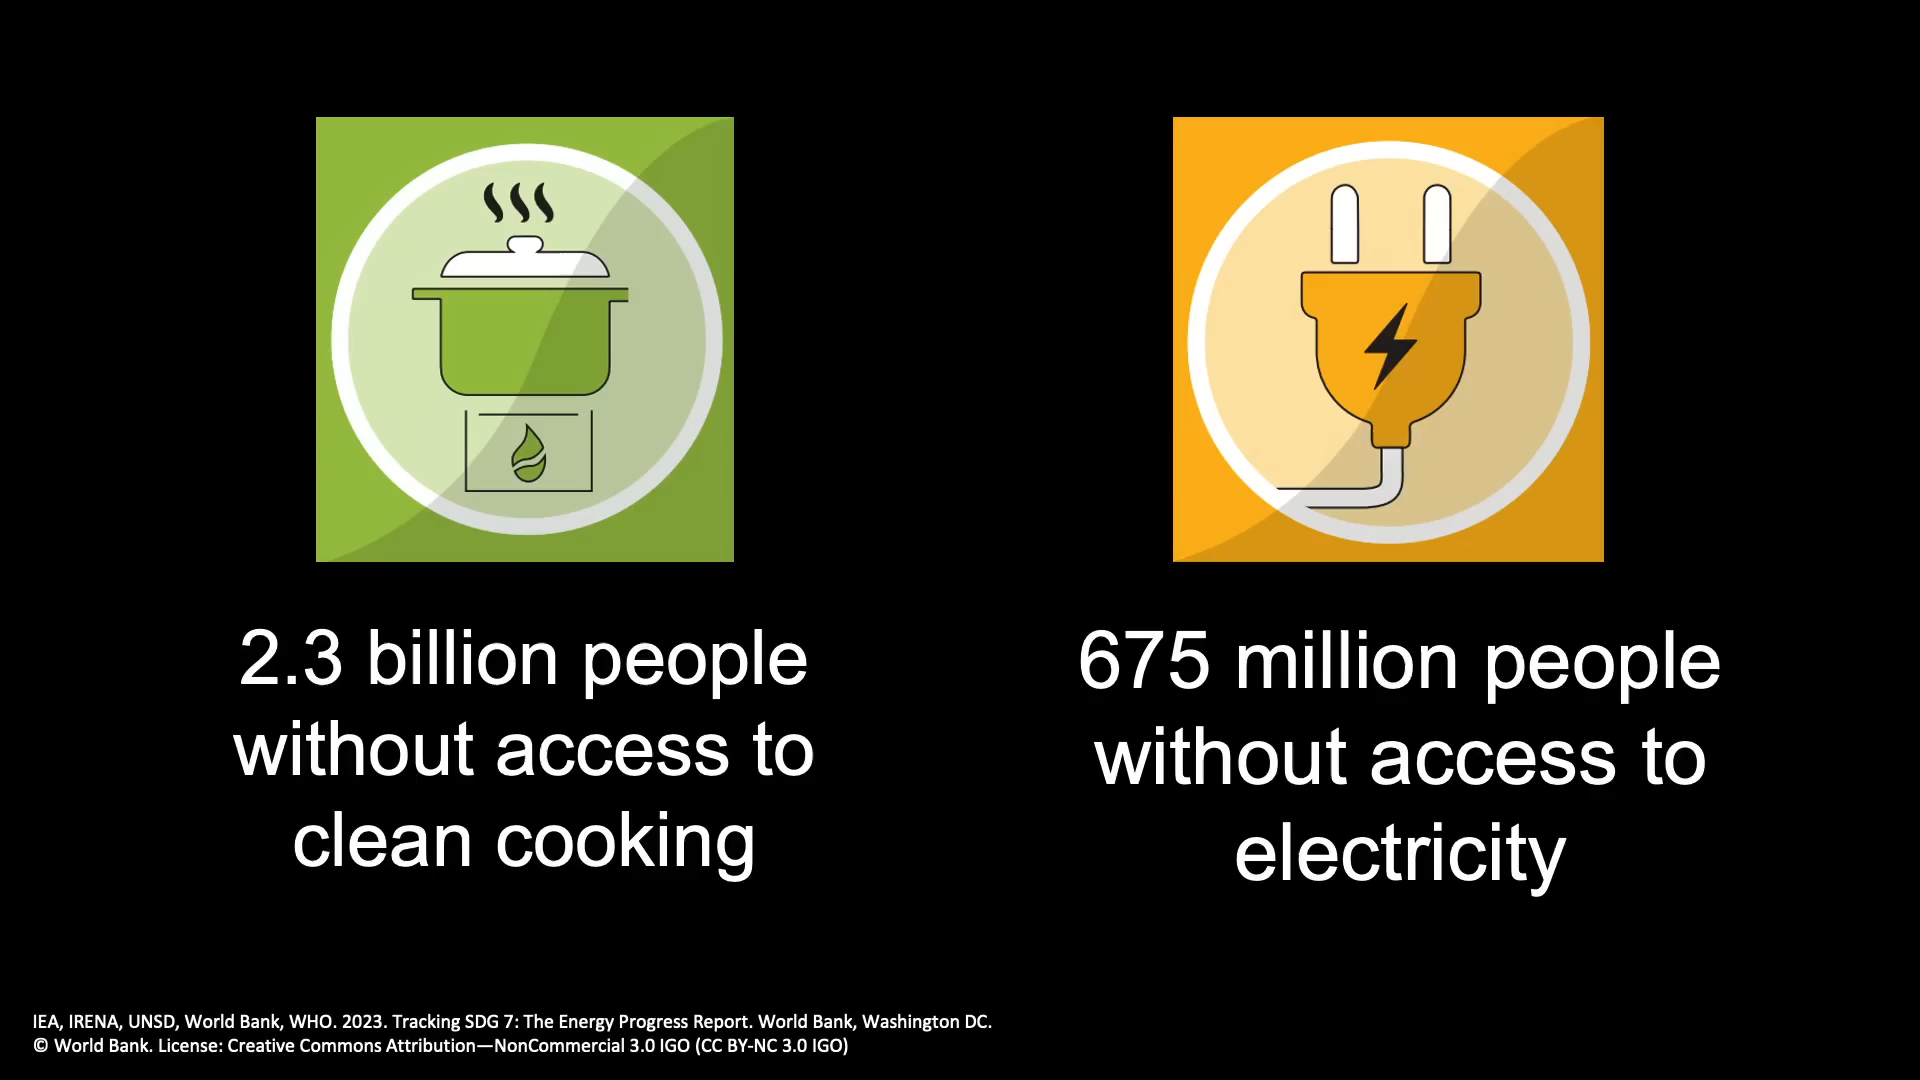 2.3 billion people
without access to
clean cooking
675 million people
without access to
electricity
IEA, IRENA, UNSD, World Bank, WHO. 2023. Tracking SDG 7: The Energy Progress Report. World Bank, Washington DC.
© World Bank. License: Creative Commons Attribution—NonCommercial 3.0 IGO (CC BY-NC 3.0 IGO)